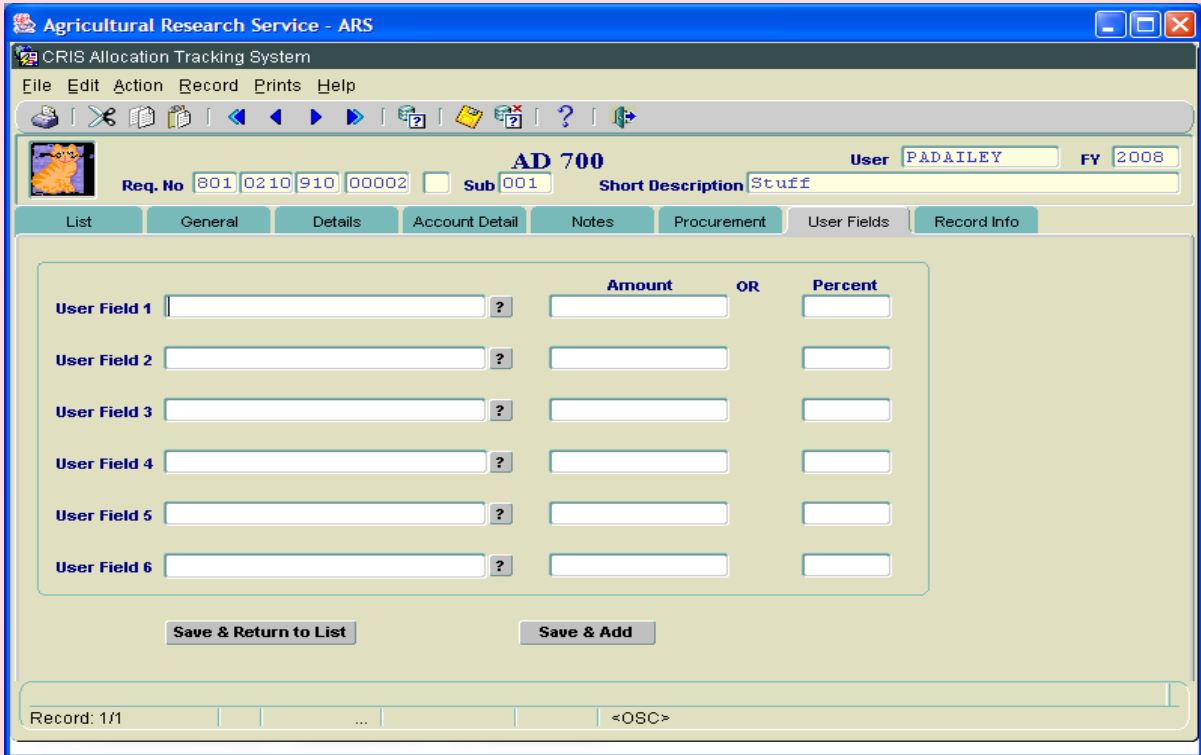 Agricultural Research Service - ARS
CRIS Allocation Tracking System
File Edit Action Record Prints Help
AD 700 User PADAILEY FY 2008
Req. No 801 0210 910 00002 Sub 001 Short Description Stuff
List General Details Account Detail Notes Procurement User Fields Record Info
Amount OR Percent
User Field 1 ?
User Field 2 ?
User Field 3 ?
User Field 4 ?
User Field 5 ?
User Field 6 ?
Save & Return to List Save & Add
Record: 1/1 ... <OSC>